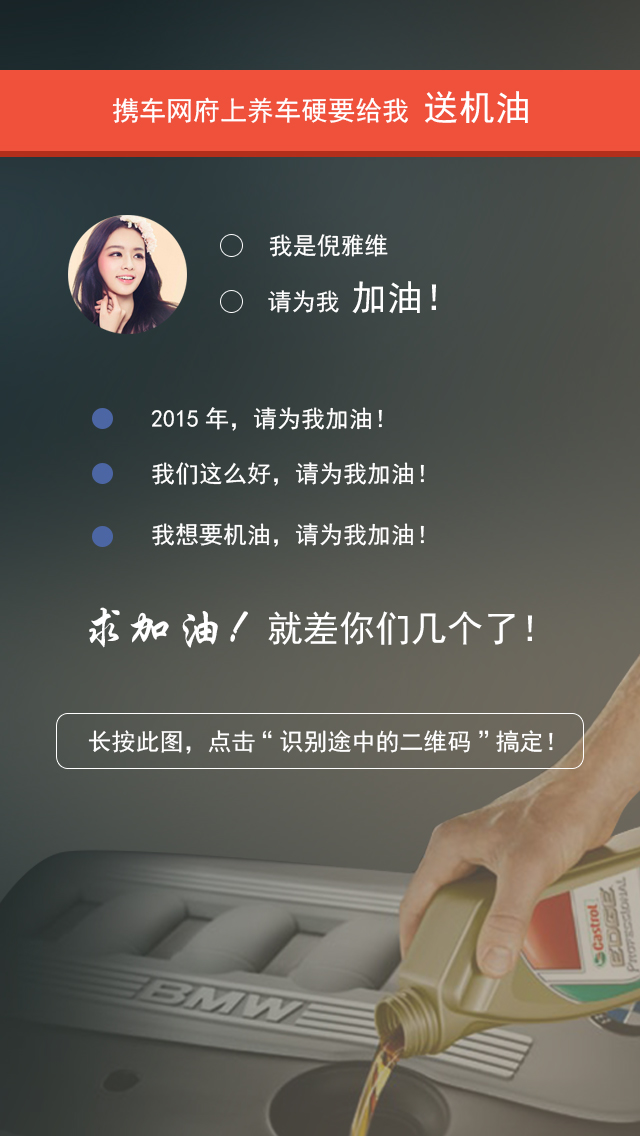 携车网府上养车硬要给我 送机油
我是倪雅维
请为我 加油！
2015 年，请为我加油！
我们这么好，请为我加油！
我想要机油，请为我加油！
求加油！就差你们几个了！
长按此图，点击“识别途中的二维码”搞定！
Castrol
EDGE
PROFESSIONAL
BMW